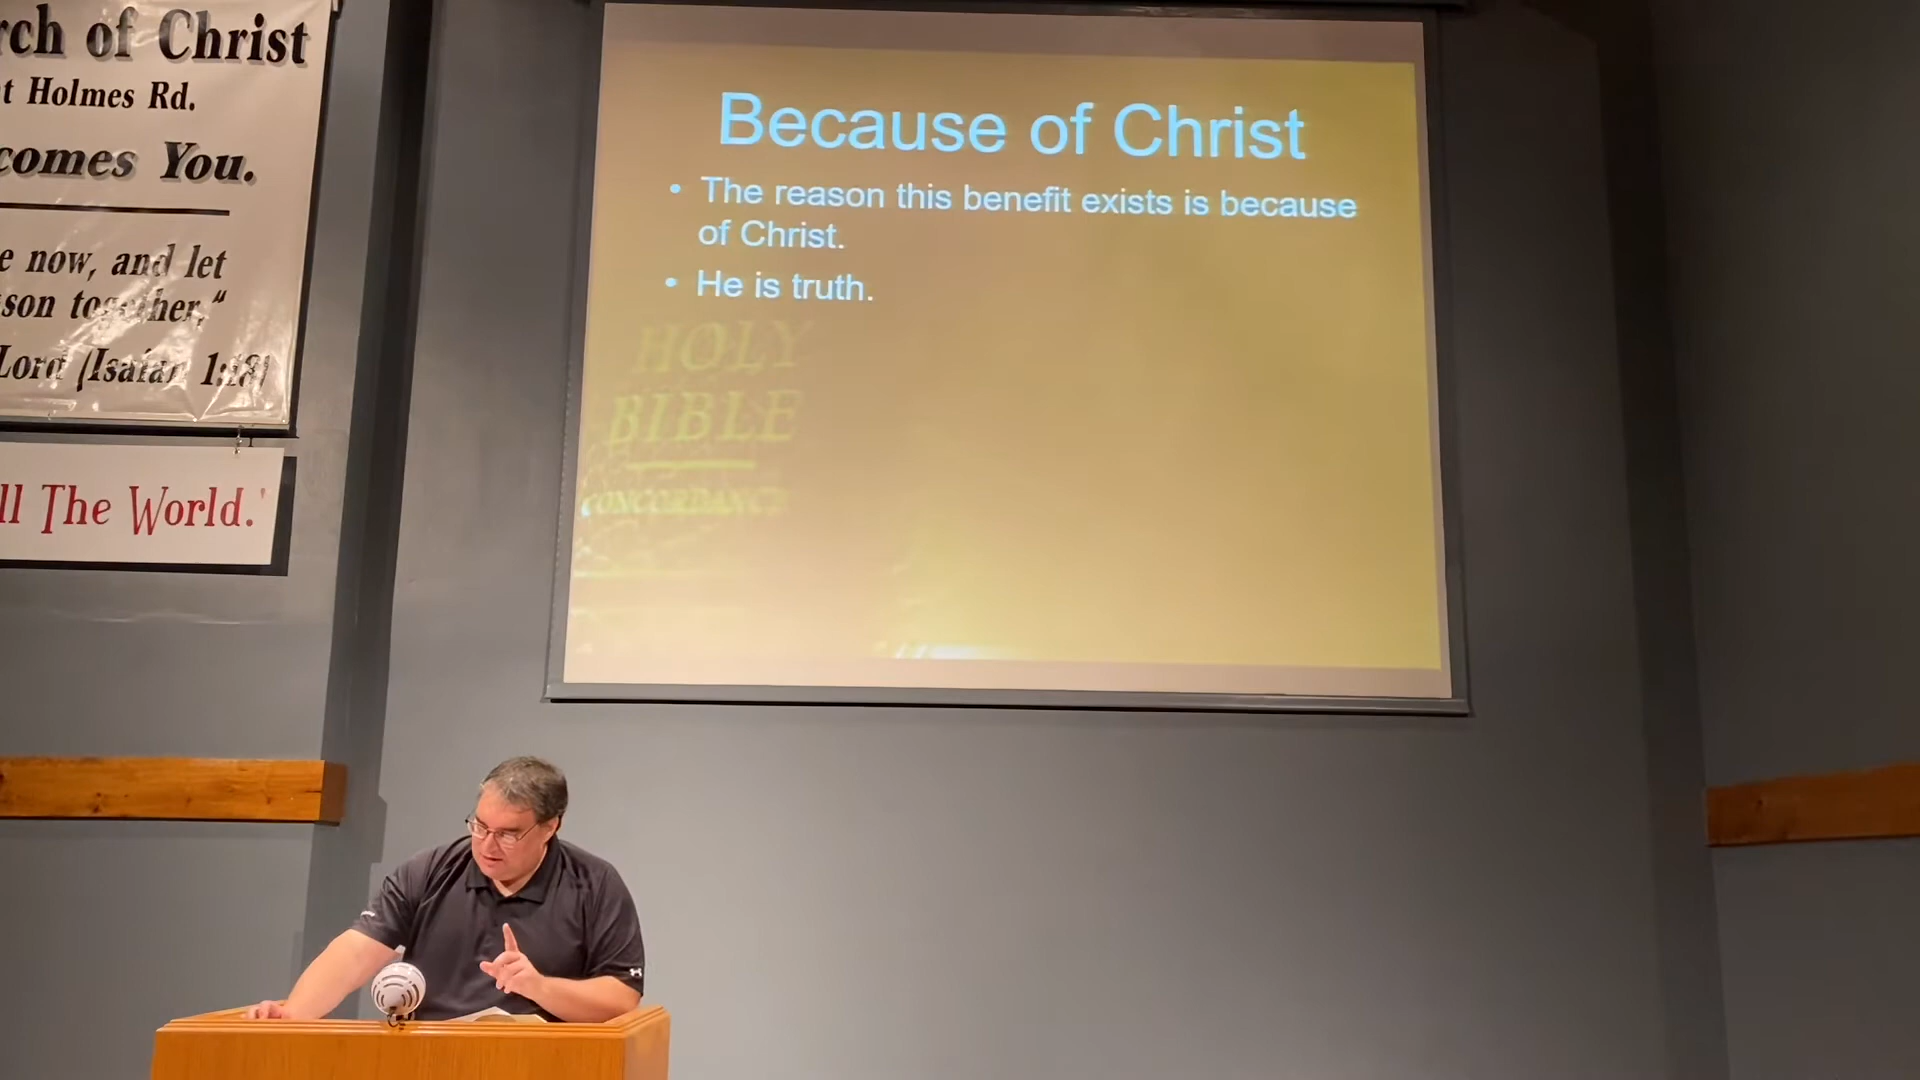 rch of Christ
t Holmes Rd.
comes You.
e now, and let
son together,"
Lord (Isaiah 1:18)
ll The World.'
Because of Christ
• The reason this benefit exists is because
of Christ.
• He is truth.
HOLY
BIBLE
CONCORDANCE